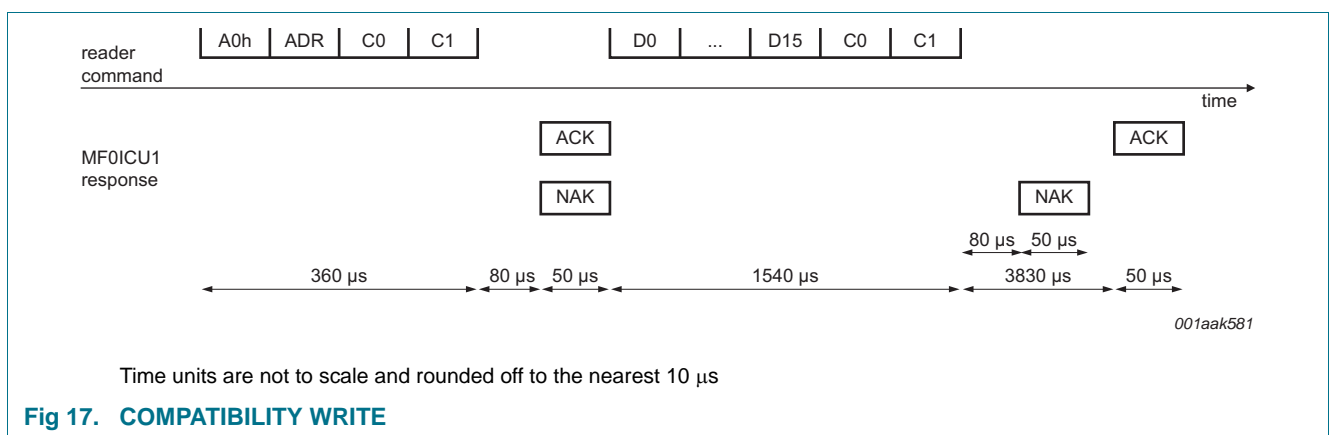 A0h ADR C0 C1 D0 ... D15 C0 C1
reader
command
time
ACK ACK
MF0ICU1
response
NAK NAK
80 μs 50 μs
360 μs 80 μs 50 μs 1540 μs 3830 μs 50 μs
001aak581
Time units are not to scale and rounded off to the nearest 10 μs
Fig 17. COMPATIBILITY WRITE